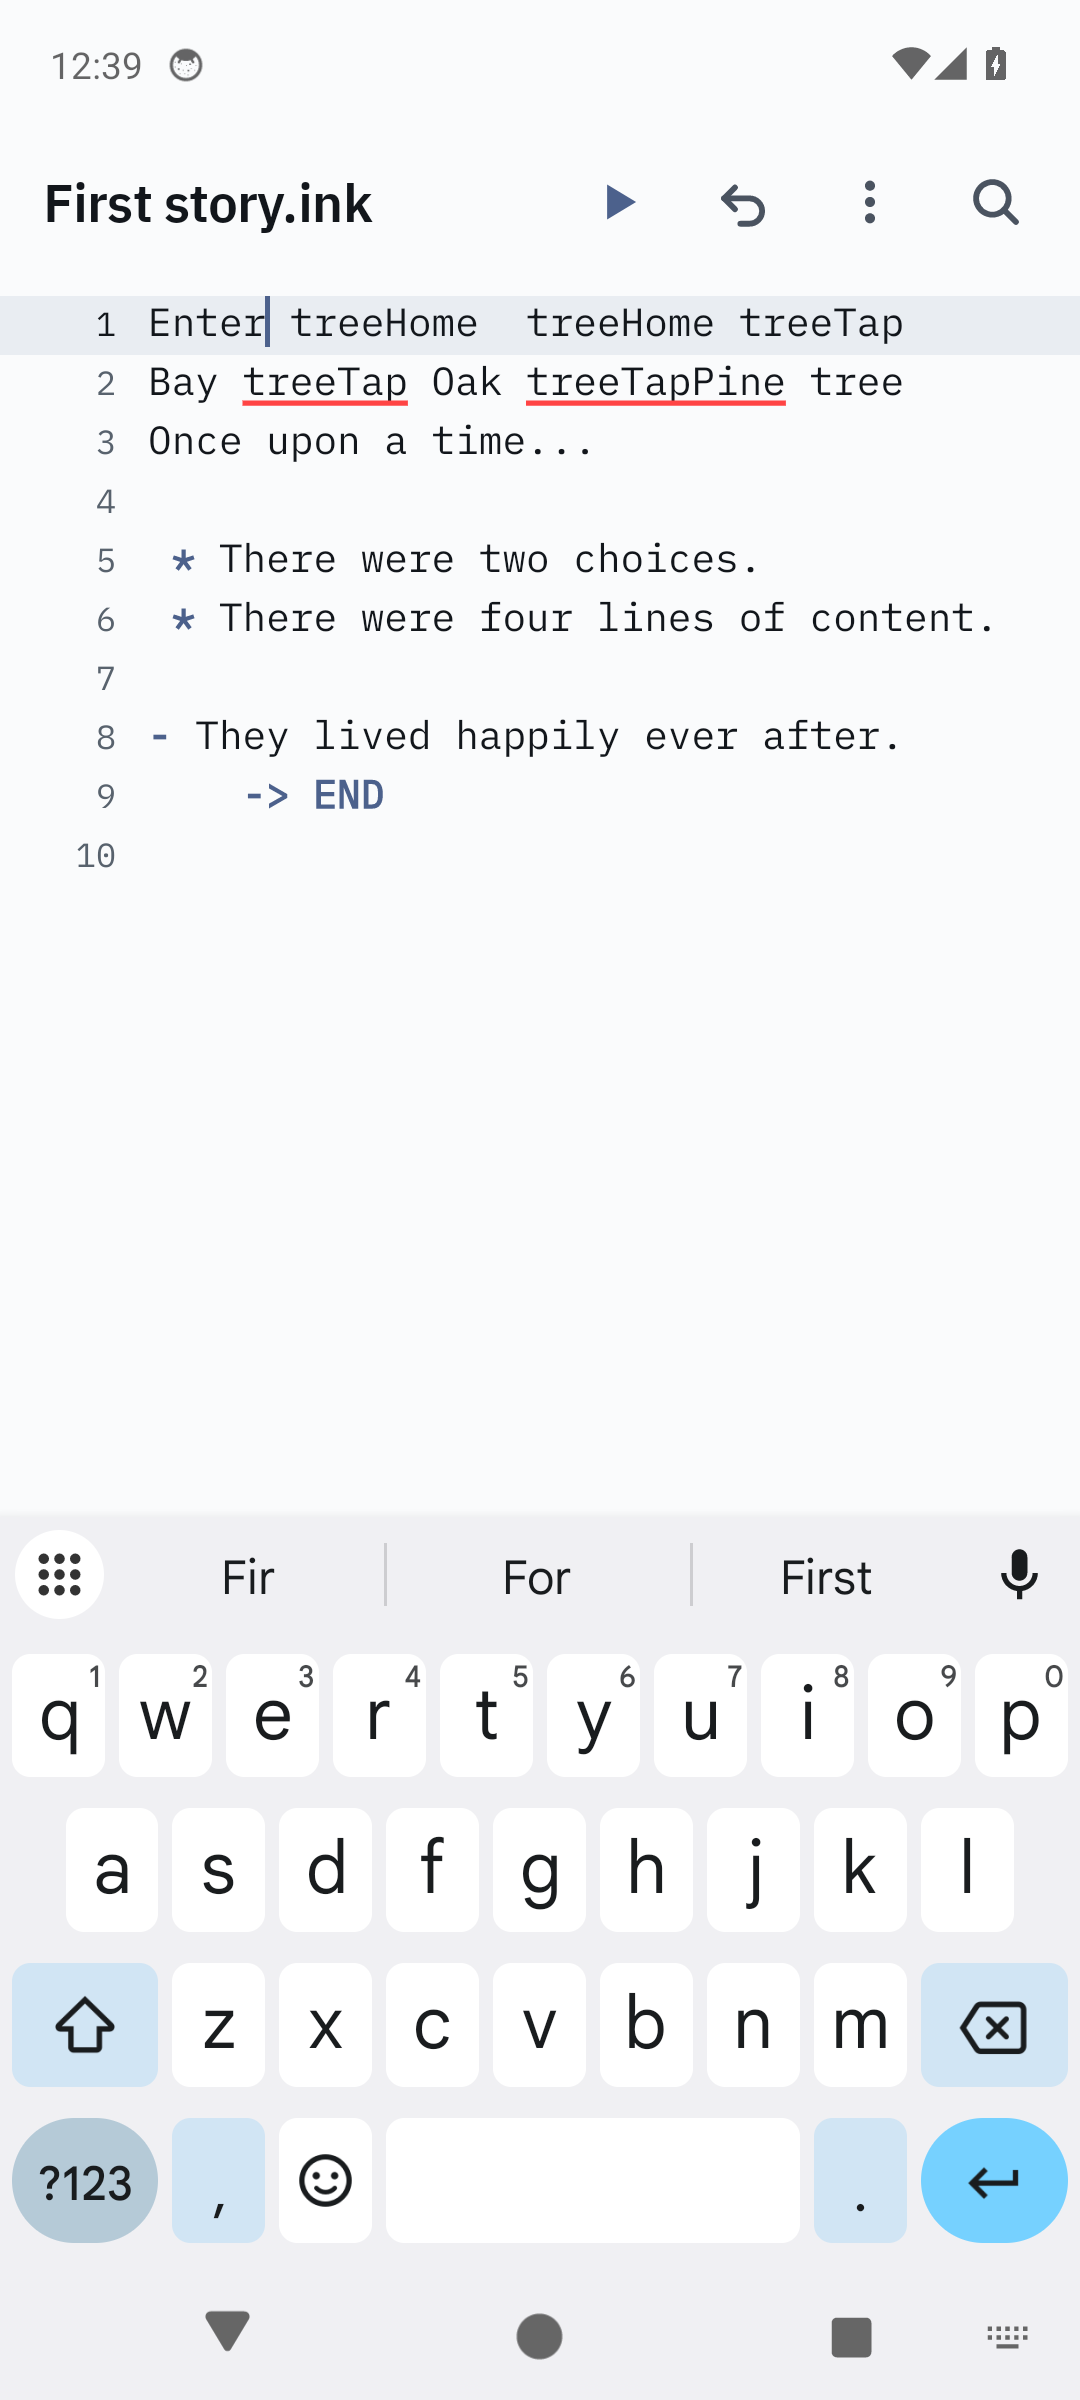 12:39
First story.ink
1 Enter treeHome  treeHome treeTap
2 Bay treeTap Oak treeTapPine tree
3 Once upon a time...
4
5 * There were two choices.
6 * There were four lines of content.
7
8 - They lived happily ever after.
9 -> END
10
Fir For First
q 1 w 2 e 3 r 4 t 5 y 6 u 7 i 8 o 9 p 0
a s d f g h j k l
z x c v b n m
?123 , .